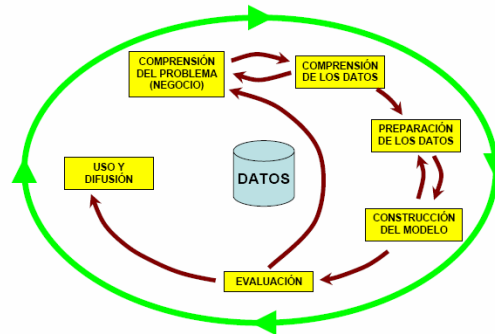 COMPRENSIÓN
DEL PROBLEMA
(NEGOCIO)
COMPRENSIÓN
DE LOS DATOS
PREPARACIÓN
DE LOS DATOS
CONSTRUCCIÓN
DEL MODELO
EVALUACIÓN
USO Y
DIFUSIÓN
DATOS